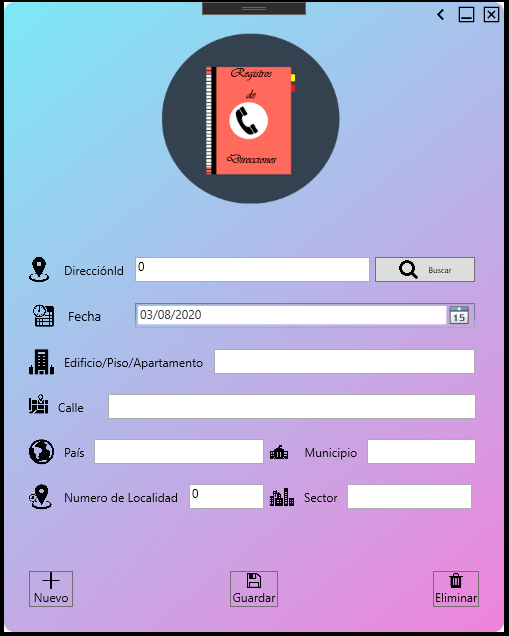 Registros
de
Direcciones
DirecciónId 0 Buscar
Fecha 03/08/2020 15
Edificio/Piso/Apartamento
Calle
País Municipio
Numero de Localidad 0 Sector
Nuevo Guardar Eliminar